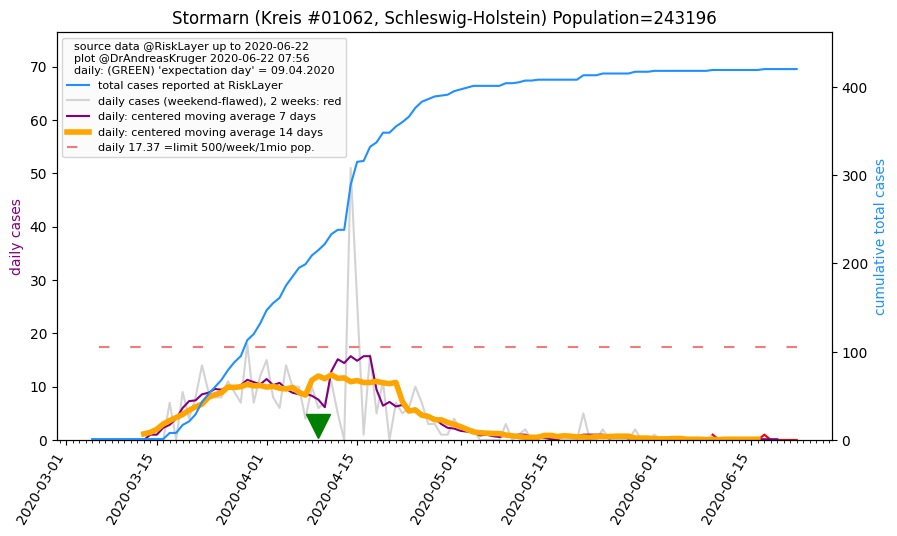 Stormarn (Kreis #01062, Schleswig-Holstein) Population=243196
source data @RiskLayer up to 2020-06-22
plot @DrAndreasKruger 2020-06-22 07:56
daily: (GREEN) 'expectation day' = 09.04.2020
total cases reported at RiskLayer
daily cases (weekend-flawed), 2 weeks: red
daily: centered moving average 7 days
daily: centered moving average 14 days
daily 17.37 =limit 500/week/1mio pop.
daily cases
70
60
50
40
30
20
10
0
cumulative total cases
400
300
200
100
0
2020-03-01
2020-03-15
2020-04-01
2020-04-15
2020-05-01
2020-05-15
2020-06-01
2020-06-15